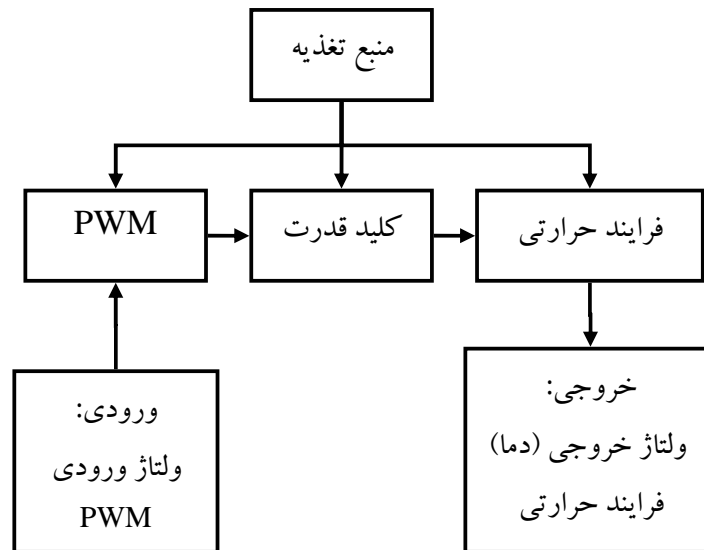 منبع تغذیه
PWM
کلید قدرت
فرایند حرارتی
ورودی:
ولتاژ ورودی
PWM
خروجی:
ولتاژ خروجی (دما)
فرایند حرارتی